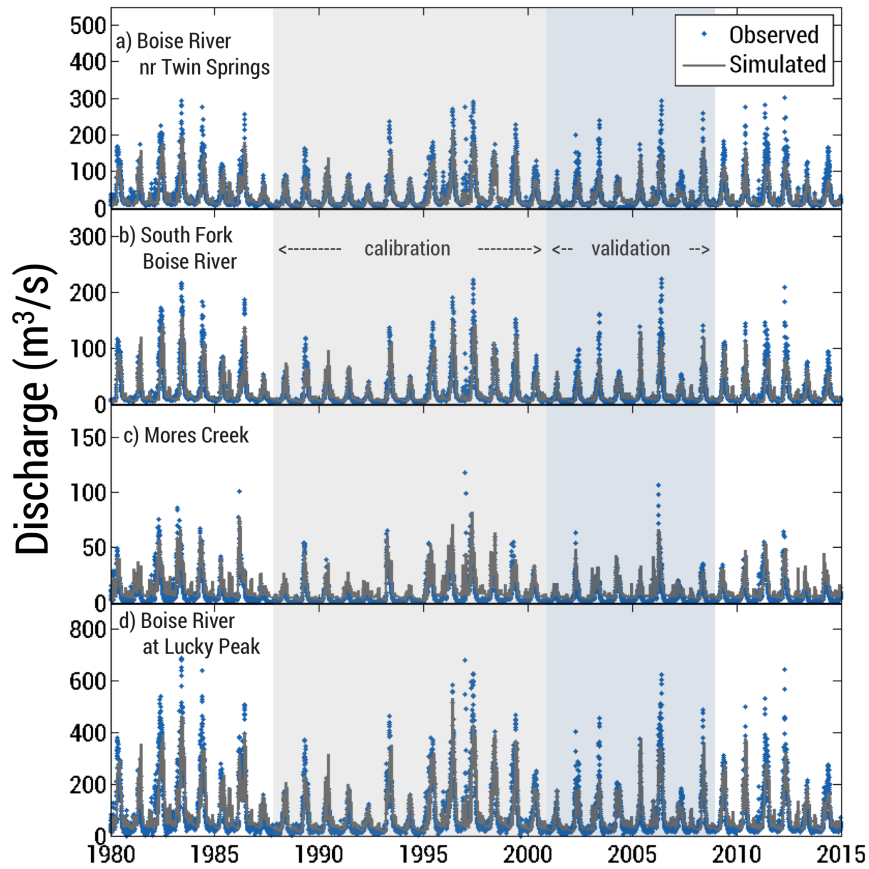 Discharge (m³/s)
a) Boise River
nr Twin Springs
Observed
Simulated
500
400
300
200
100
0
b) South Fork
Boise River
<---------- calibration ---------->
<-- validation -->
300
200
100
0
c) Mores Creek
150
100
50
0
d) Boise River
at Lucky Peak
800
600
400
200
0
1980 1985 1990 1995 2000 2005 2010 2015